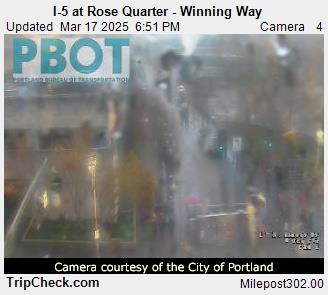 I-5 at Rose Quarter - Winning Way
Updated Mar 17 2025 6:51 PM Camera 4
PBOT
PORTLAND BUREAU OF TRANSPORTATION
Camera courtesy of the City of Portland
TripCheck.com Milepost302.00